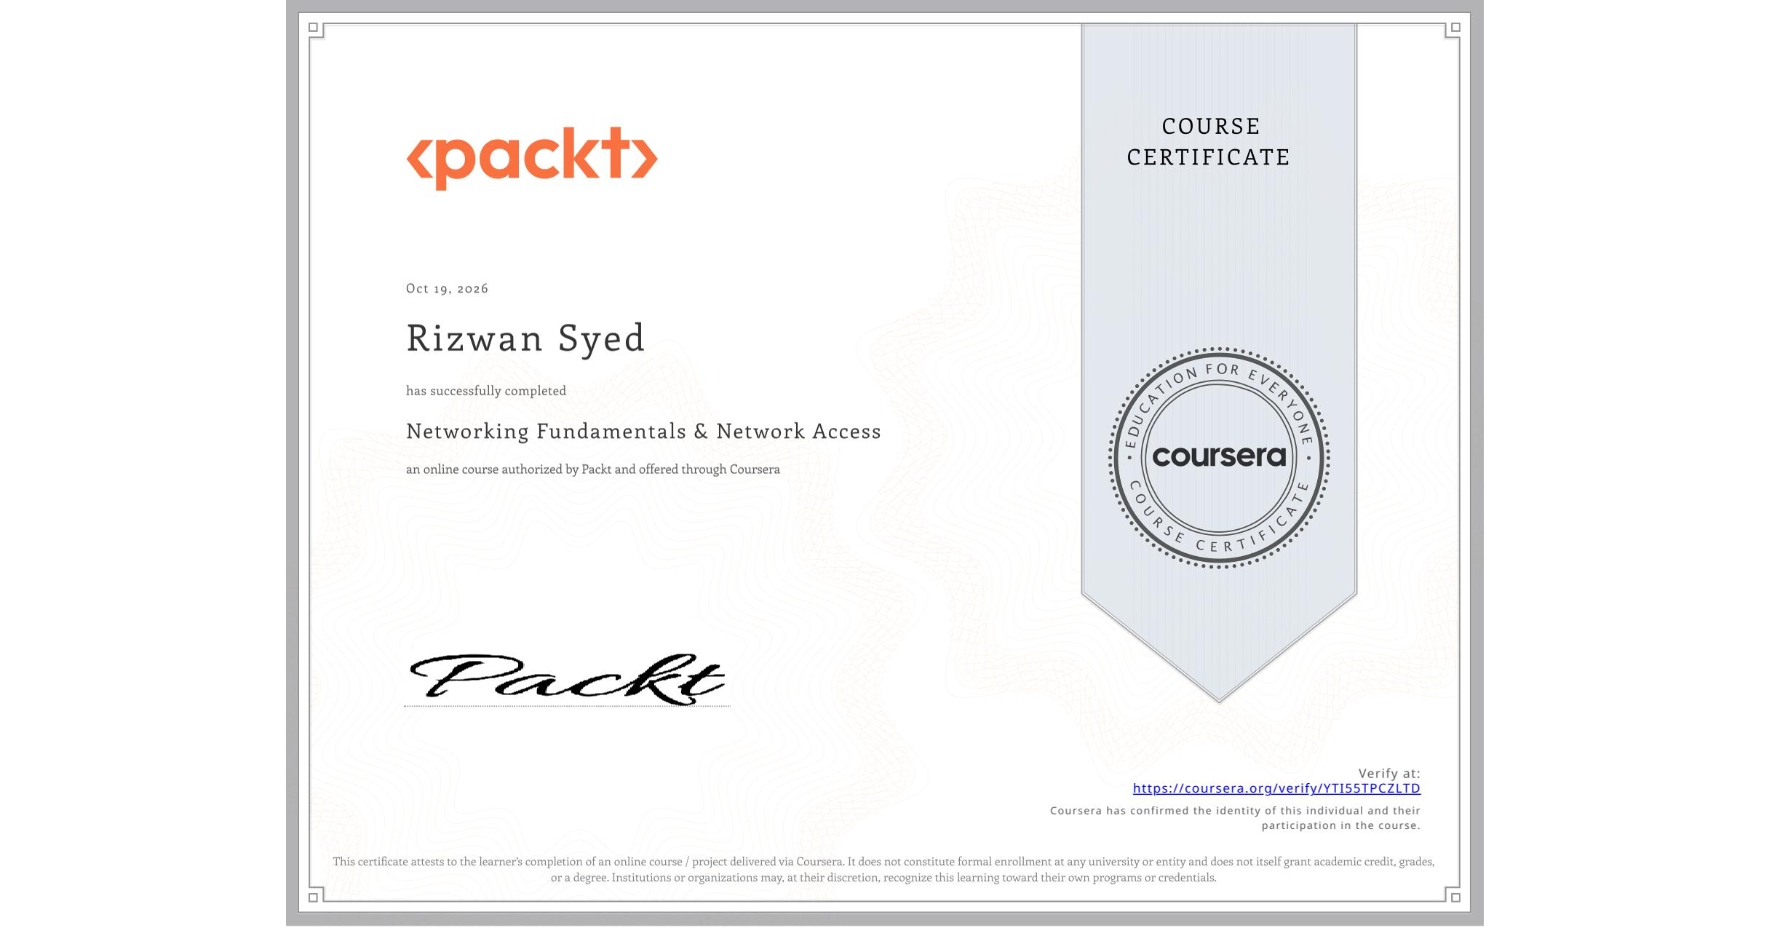 <packt>
COURSE
CERTIFICATE
Oct 19, 2026
Rizwan Syed
has successfully completed
Networking Fundamentals & Network Access
an online course authorized by Packt and offered through Coursera
EDUCATION FOR EVERYONE
coursera
COURSE CERTIFICATE
Packt
Verify at:
https://coursera.org/verify/YTI55TPCZLTD
Coursera has confirmed the identity of this individual and their
participation in the course.
This certificate attests to the learner's completion of an online course / project delivered via Coursera. It does not constitute formal enrollment at any university or entity and does not itself grant academic credit, grades,
or a degree. Institutions or organizations may, at their discretion, recognize this learning toward their own programs or credentials.